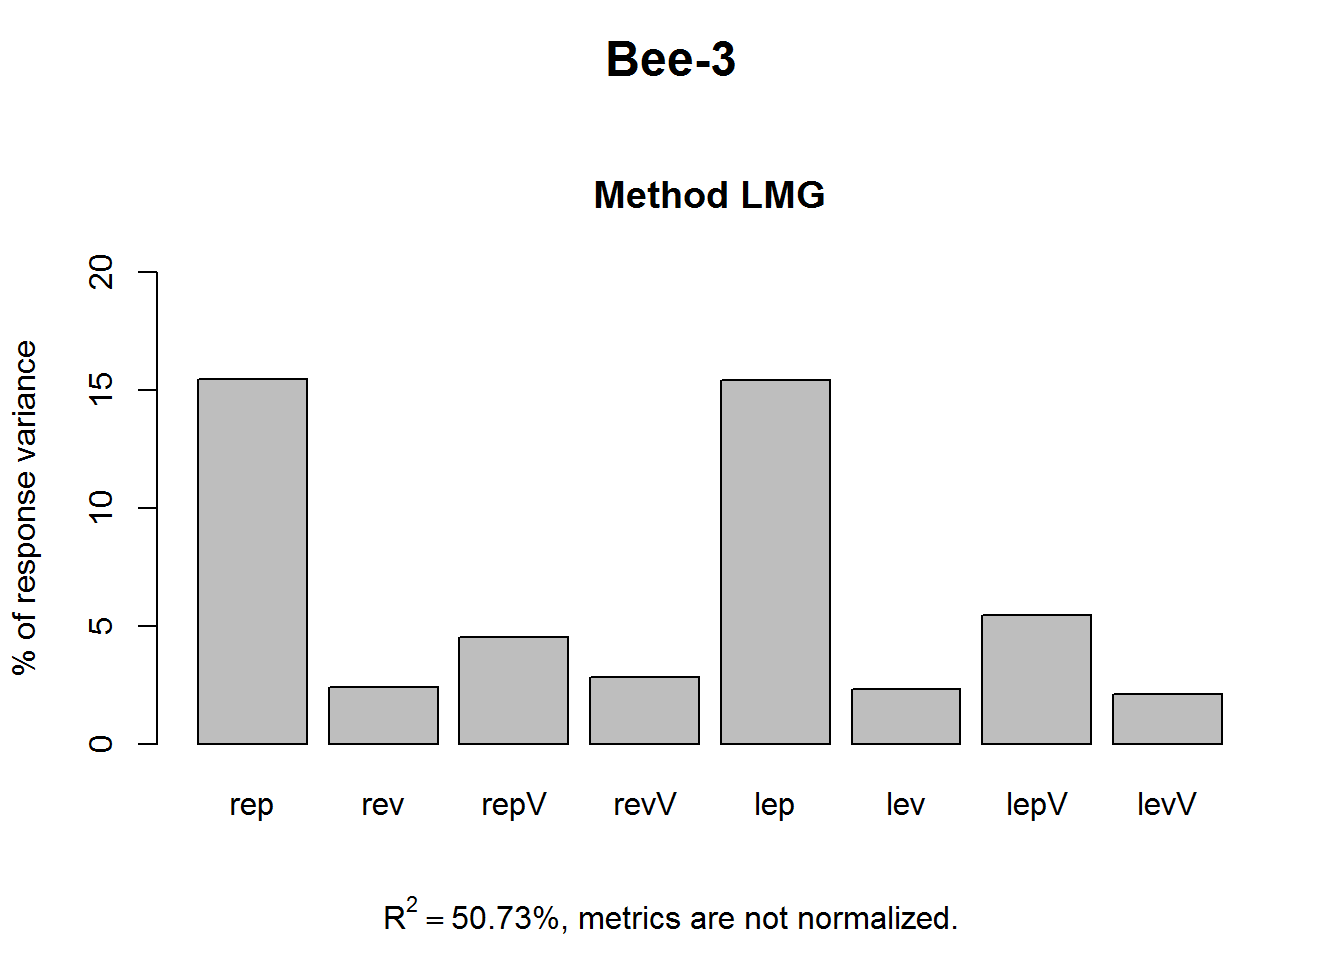 Bee-3
Method LMG
% of response variance
20
15
10
5
0
rep rev repV revV lep lev lepV levV
R² = 50.73%, metrics are not normalized.